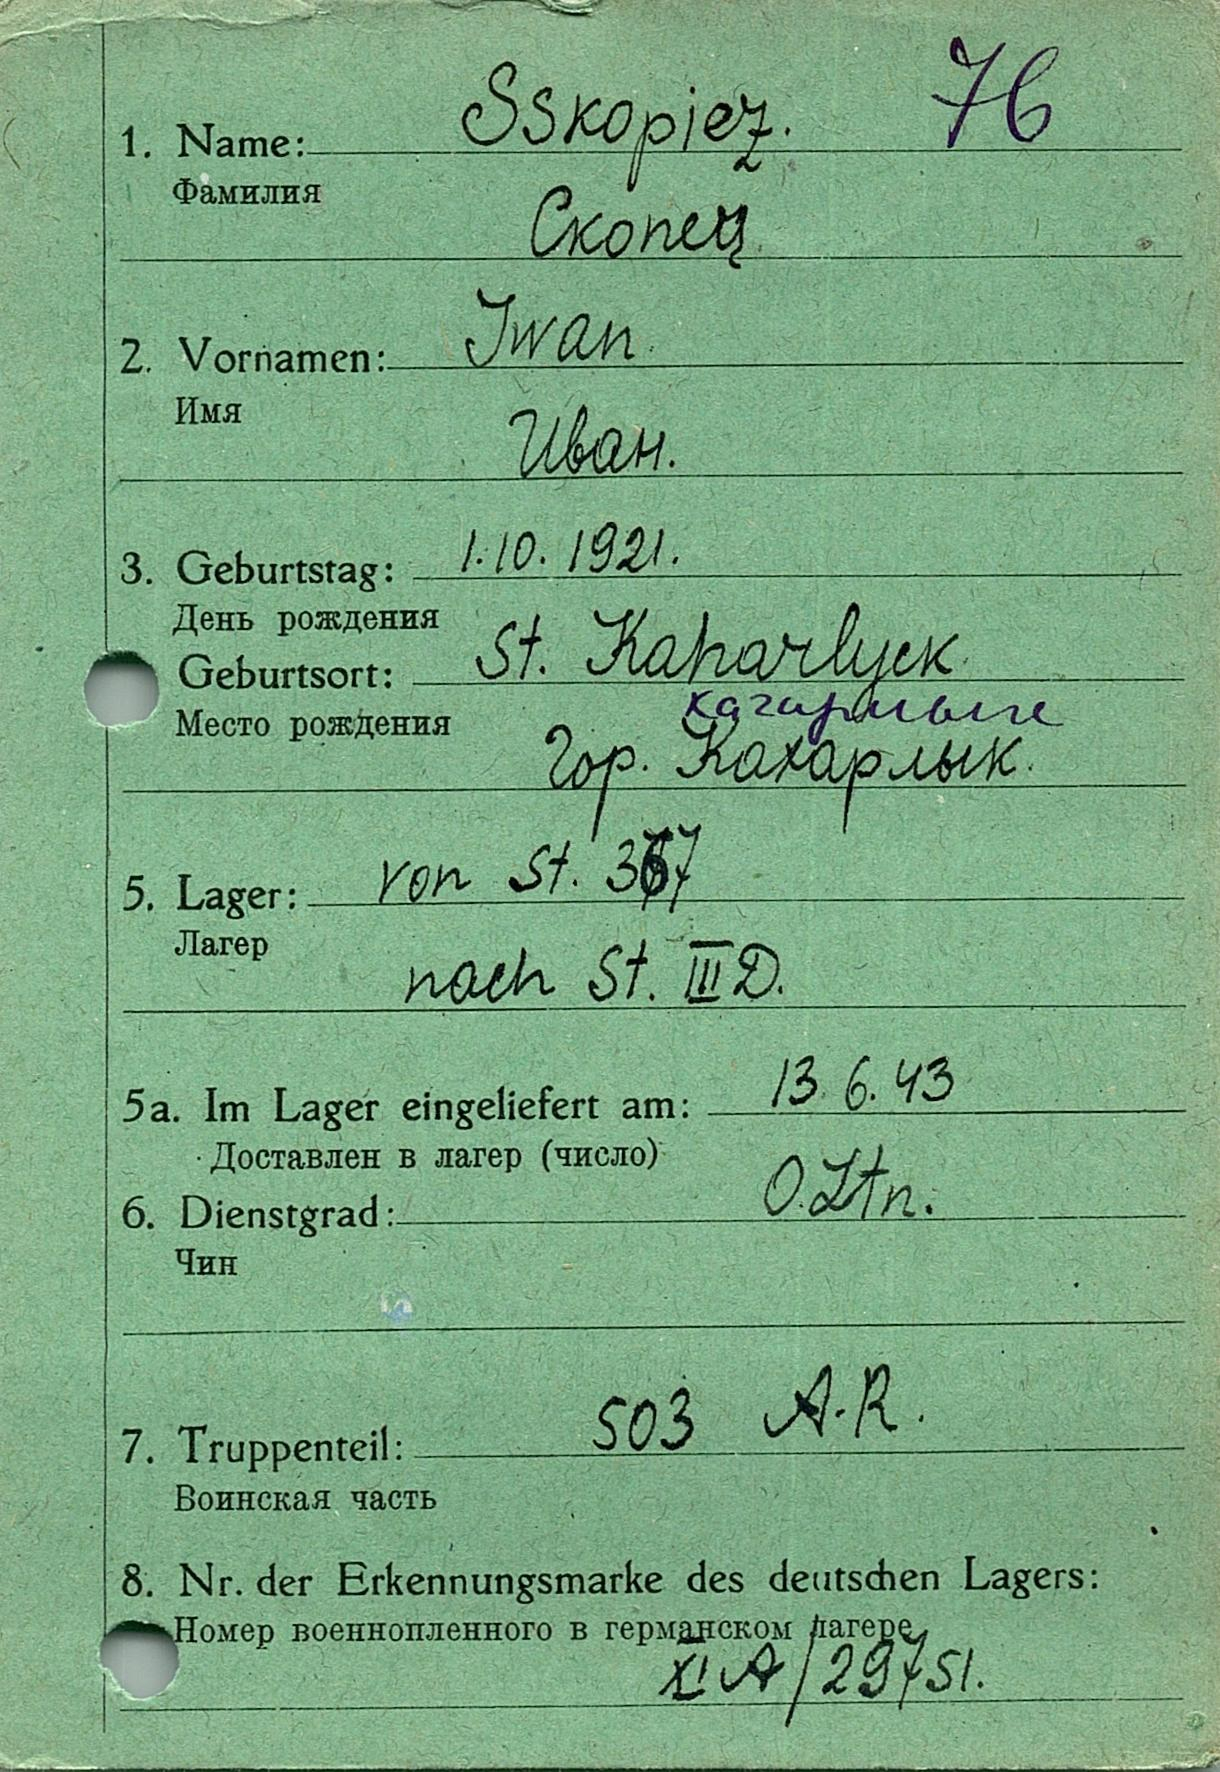 76
1. Name: Sskopiez.
Фамилия
Скопец
2. Vornamen: Iwan
Имя
Иван.
3. Geburtstag: 1.10.1921.
День рождения
Geburtsort: St. Kaharlyck
Место рождения
кагарлык
Гор. Кахарлык.
5. Lager: von St. 367
Лагер
nach St. III D.
5a. Im Lager eingeliefert am: 13.6.43
Доставлен в лагер (число)
6. Dienstgrad: O.Ltn.
Чин
7. Truppenteil: 503 A.R.
Воинская часть
8. Nr. der Erkennungsmarke des deutschen Lagers:
Номер военнопленного в германском лагере
XI A/29751.